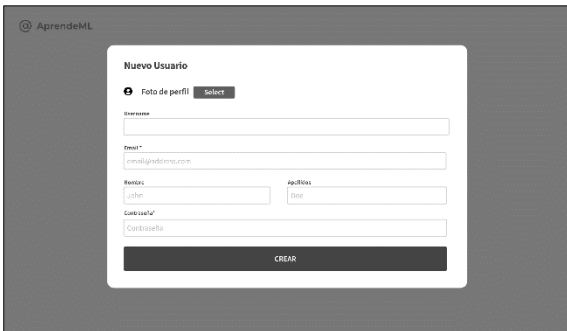 AprendeML
Nuevo Usuario
Foto de perfil Select
Username
Email*
email@address.com
Nombre Apellidos
John Doe
Contraseña*
Contraseña
CREAR